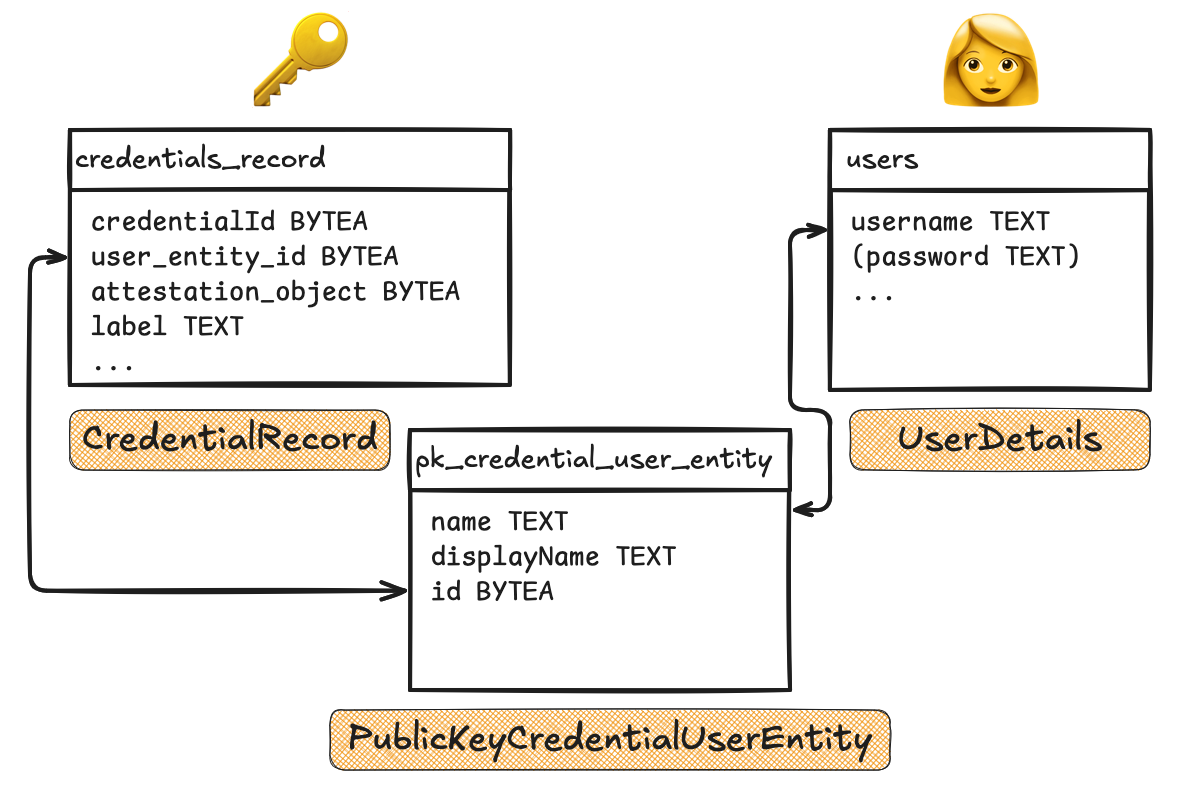 credentials_record
credentialId BYTEA
user_entity_id BYTEA
attestation_object BYTEA
label TEXT
...
CredentialRecord
users
username TEXT
(password TEXT)
...
UserDetails
pk_credential_user_entity
name TEXT
displayName TEXT
id BYTEA
PublicKeyCredentialUserEntity